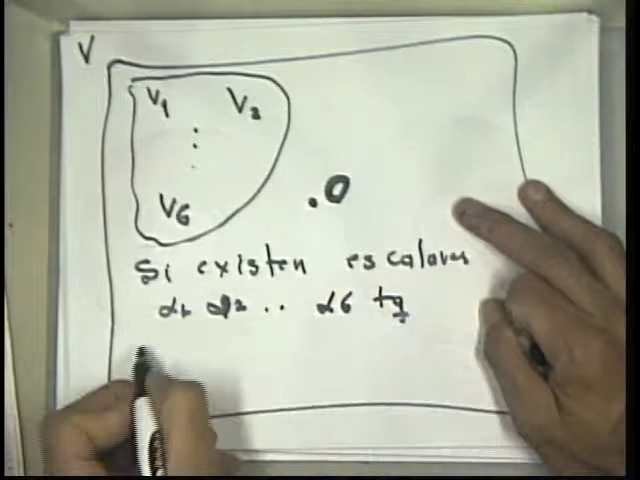 V
V₁ V₂
⋮
V6
.0
Si existen escalares
α₁ α₂ .. α6 tq